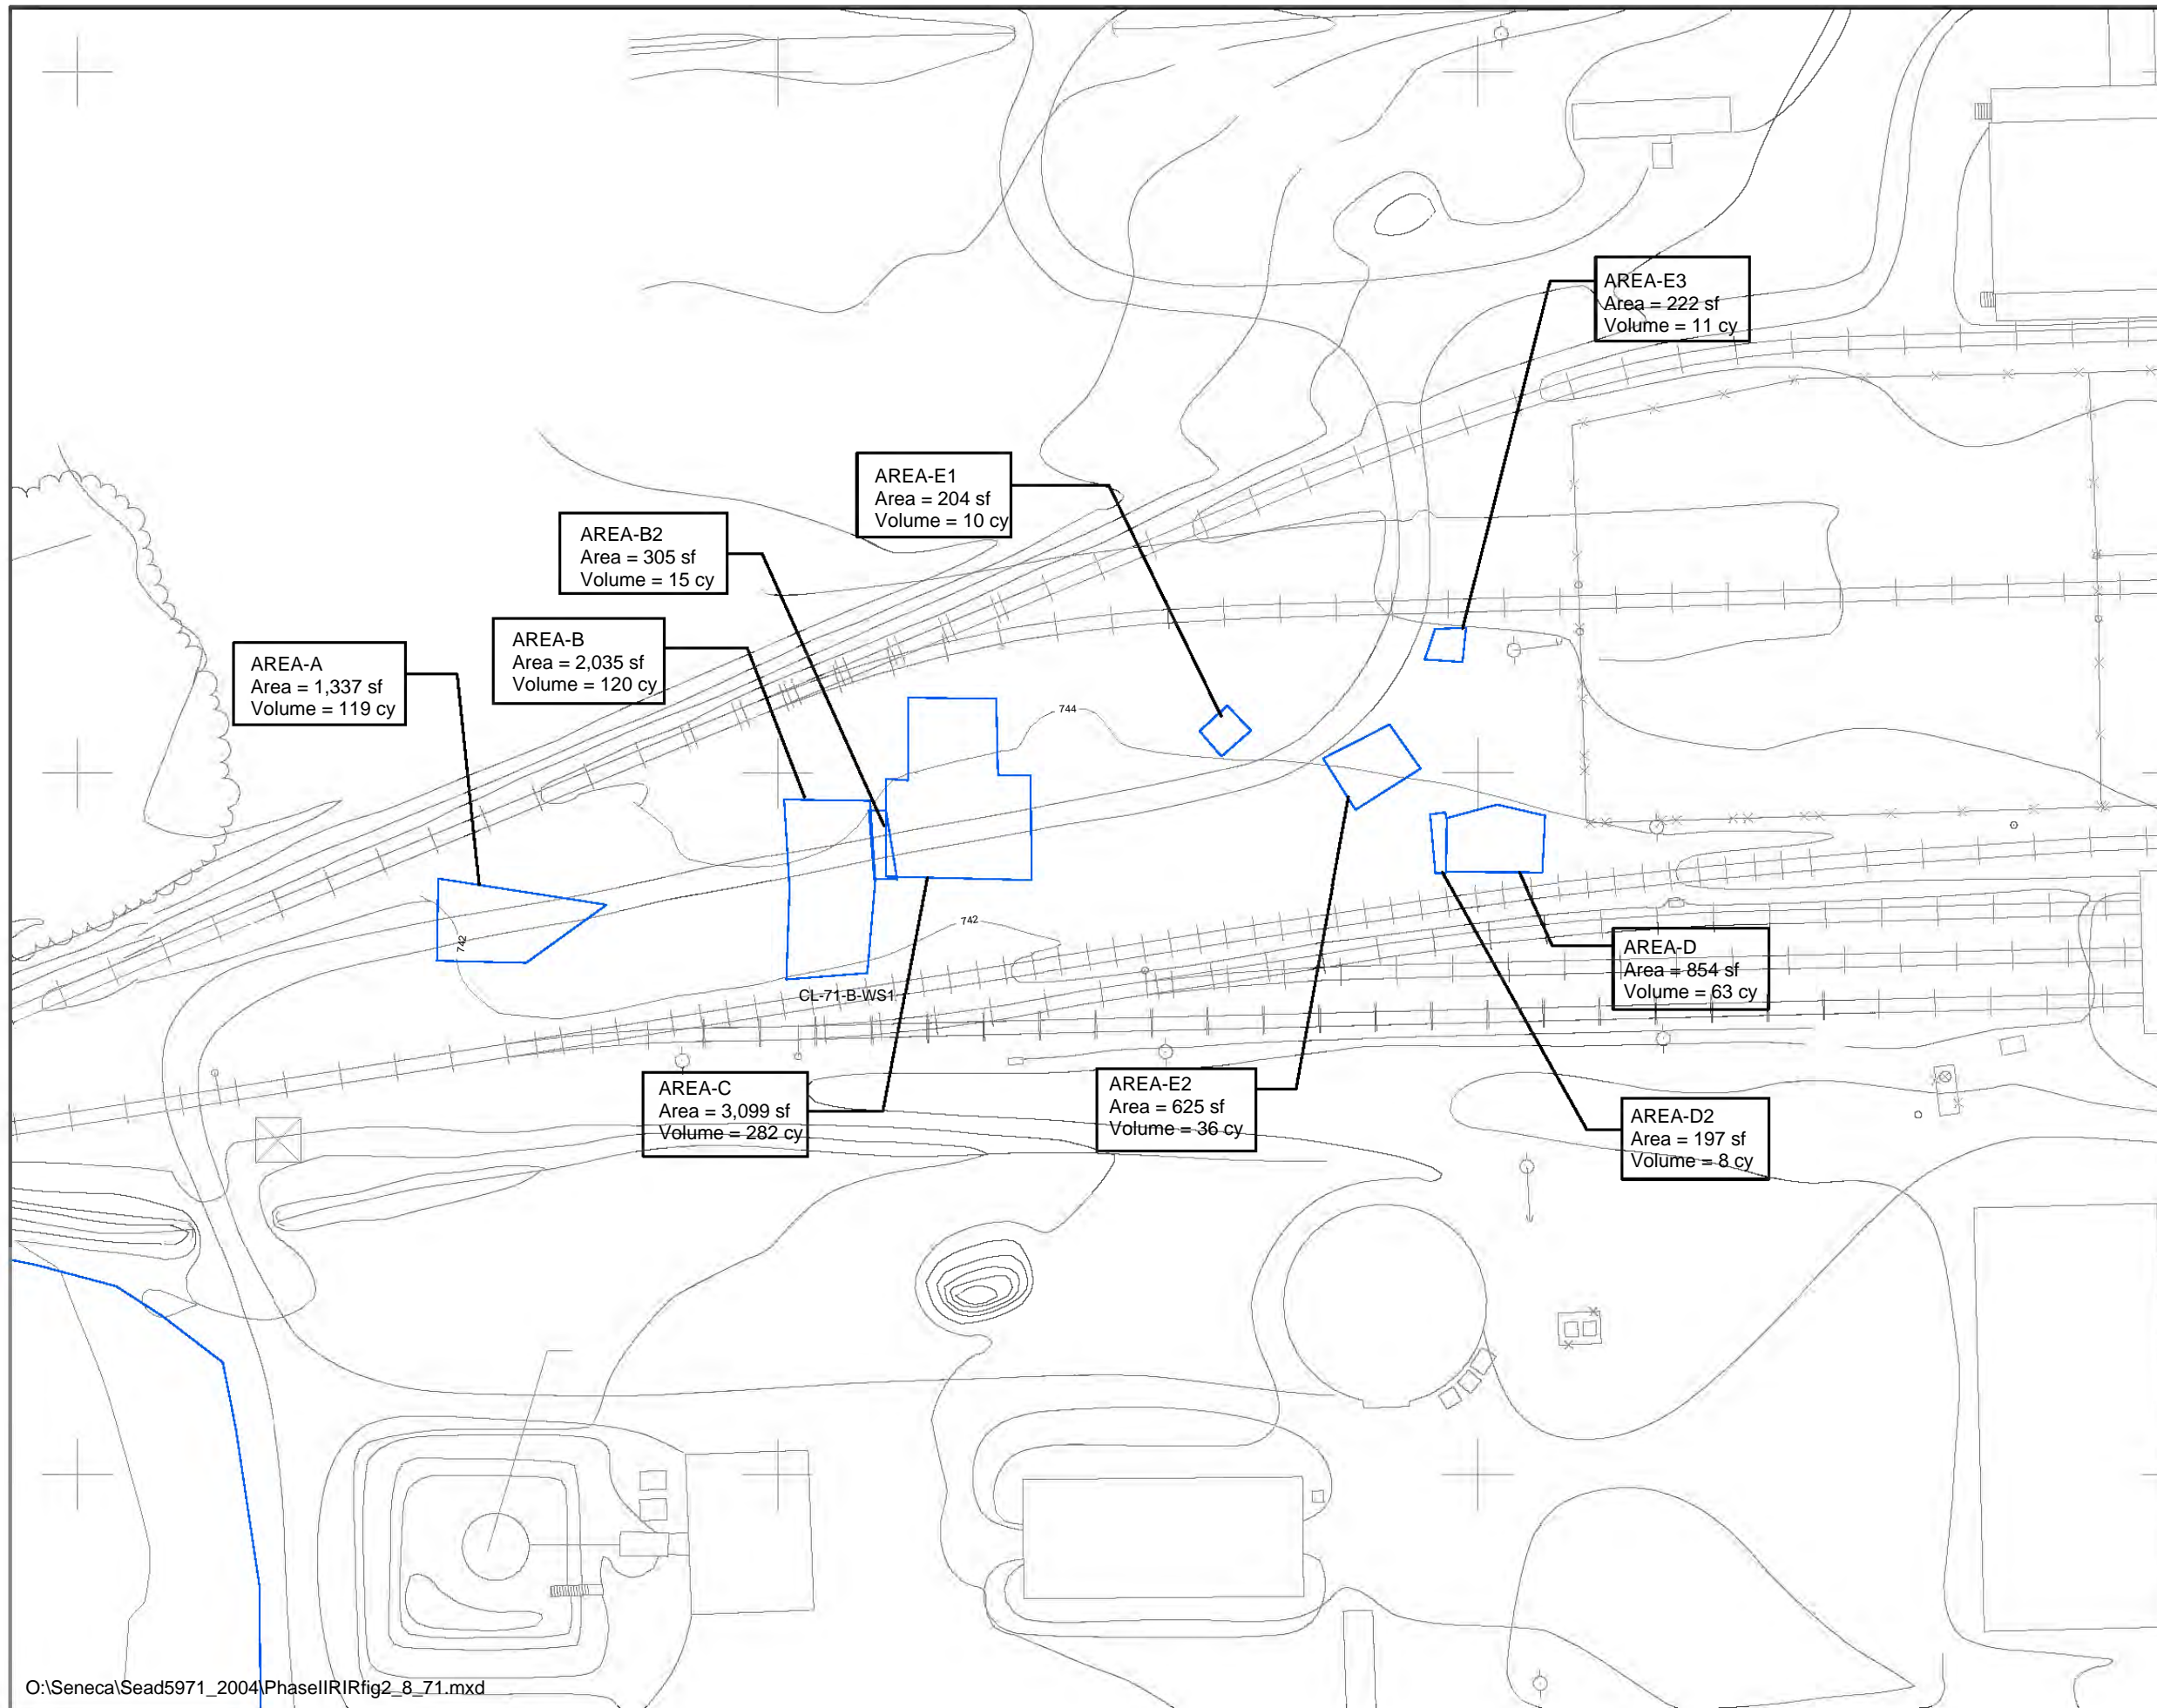 AREA-E3
Area = 222 sf
Volume = 11 cy
AREA-E1
Area = 204 sf
Volume = 10 cy
AREA-B2
Area = 305 sf
Volume = 15 cy
AREA-B
Area = 2,035 sf
Volume = 120 cy
AREA-A
Area = 1,337 sf
Volume = 119 cy
744
742
742
CL-71-B-WS1
AREA-D
Area = 854 sf
Volume = 63 cy
AREA-C
Area = 3,099 sf
Volume = 282 cy
AREA-E2
Area = 625 sf
Volume = 36 cy
AREA-D2
Area = 197 sf
Volume = 8 cy
O:\Seneca\Sead5971_2004\PhaseIIRIRfig2_8_71.mxd